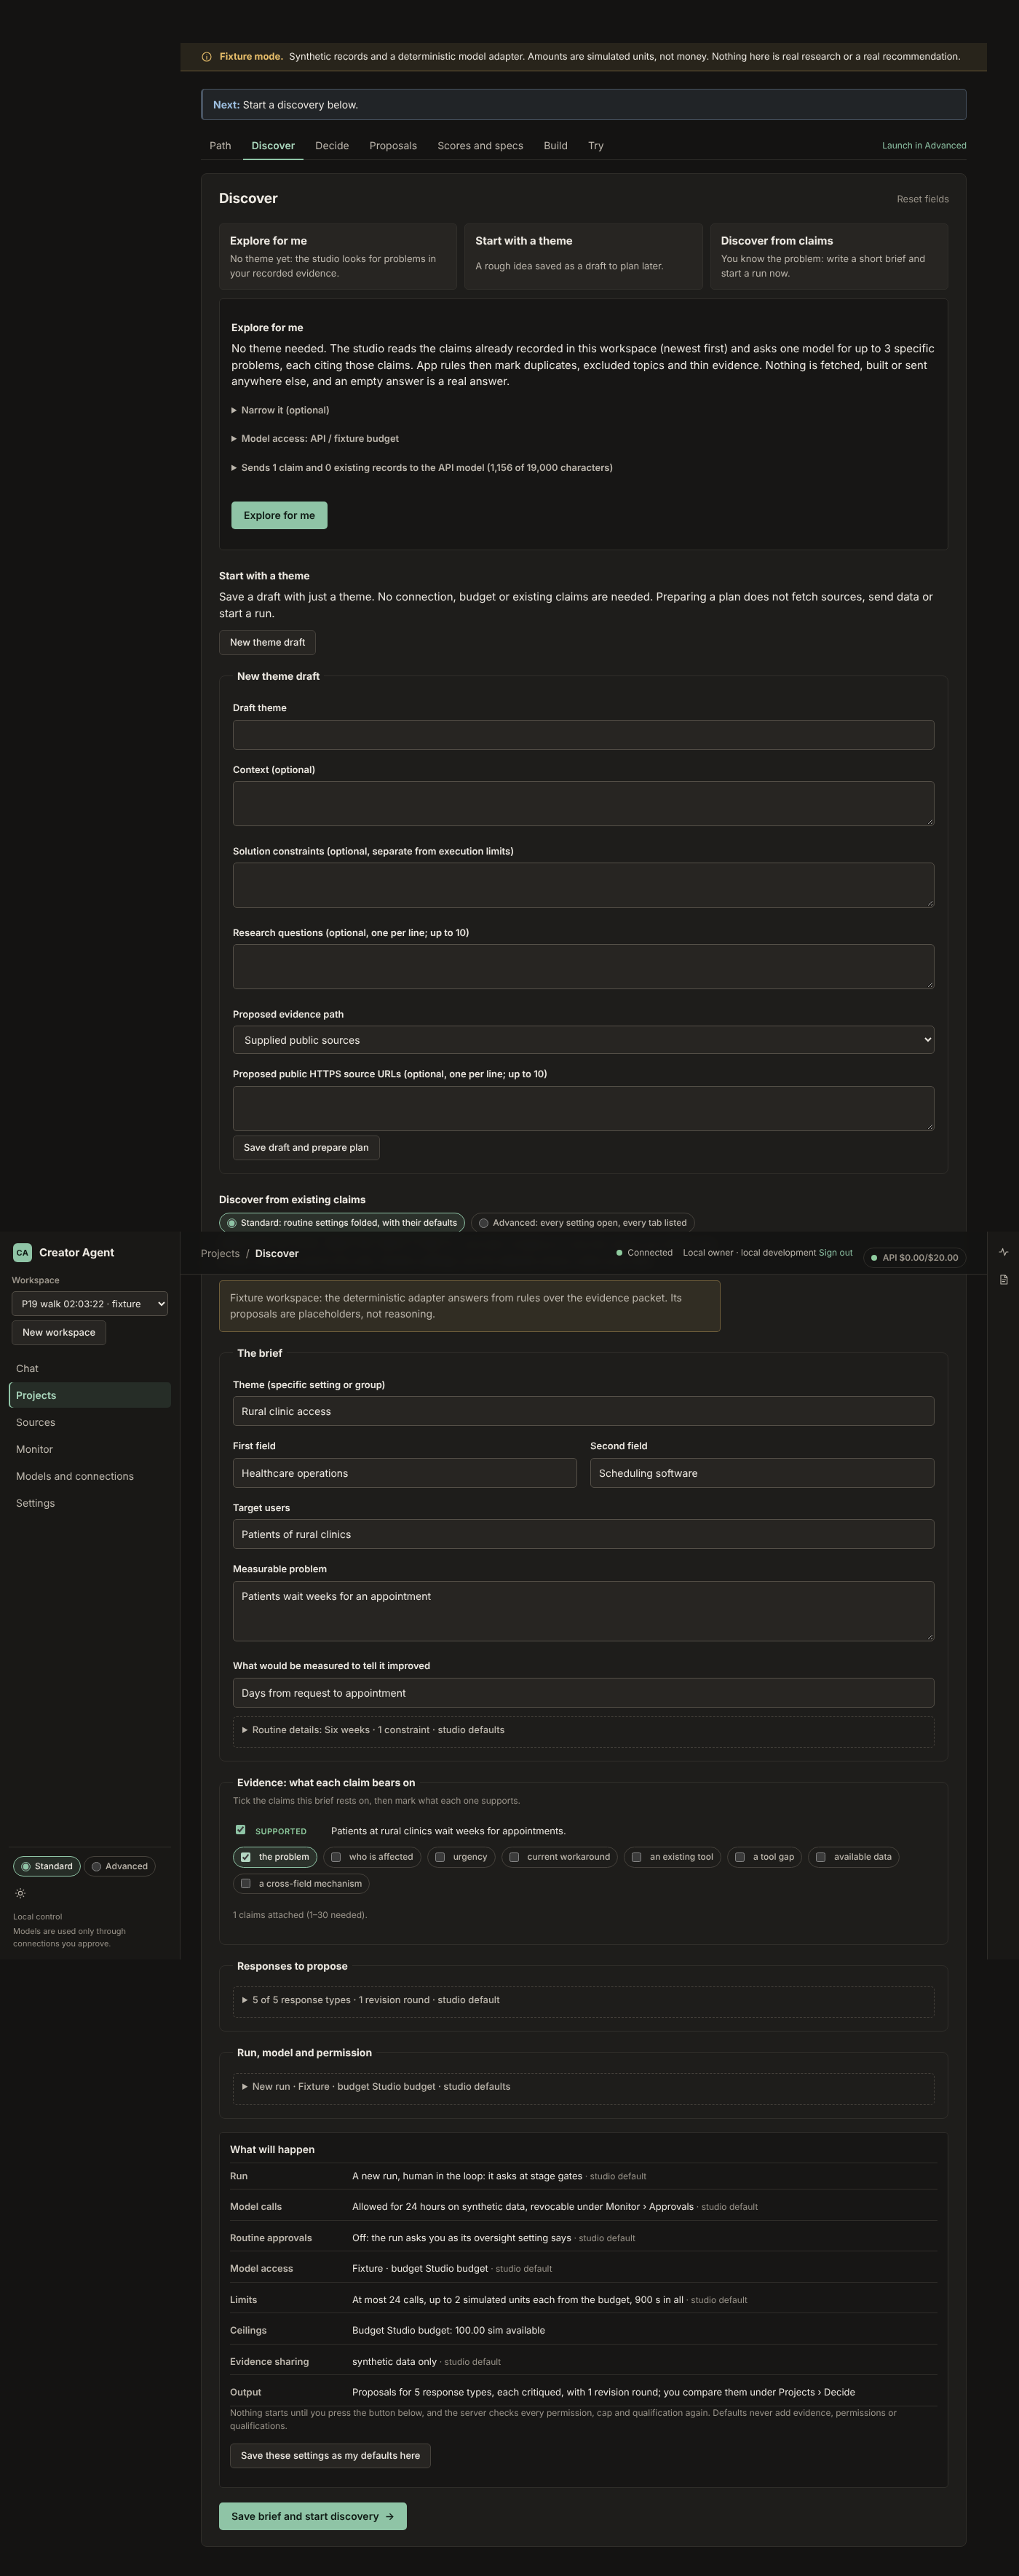 Fixture mode. Synthetic records and a deterministic model adapter. Amounts are simulated units, not money. Nothing here is real research or a real recommendation.
Next: Start a discovery below.
Path
Discover
Decide
Proposals
Scores and specs
Build
Try
Launch in Advanced
Discover
Reset fields
Explore for me
No theme yet: the studio looks for problems in
your recorded evidence.
Start with a theme
A rough idea saved as a draft to plan later.
Discover from claims
You know the problem: write a short brief and
start a run now.
Explore for me
No theme needed. The studio reads the claims already recorded in this workspace (newest first) and asks one model for up to 3 specific
problems, each citing those claims. App rules then mark duplicates, excluded topics and thin evidence. Nothing is fetched, built or sent
anywhere else, and an empty answer is a real answer.
Narrow it (optional)
Model access: API / fixture budget
Sends 1 claim and 0 existing records to the API model (1,156 of 19,000 characters)
Explore for me
Start with a theme
Save a draft with just a theme. No connection, budget or existing claims are needed. Preparing a plan does not fetch sources, send data or
start a run.
New theme draft
New theme draft
Draft theme
Context (optional)
Solution constraints (optional, separate from execution limits)
Research questions (optional, one per line; up to 10)
Proposed evidence path
Supplied public sources
Proposed public HTTPS source URLs (optional, one per line; up to 10)
Save draft and prepare plan
Discover from existing claims
Standard: routine settings folded, with their defaults
Advanced: every setting open, every tab listed
CA Creator Agent
Workspace
P19 walk 02:03:22 · fixture
New workspace
Chat
Projects
Sources
Monitor
Models and connections
Settings
Standard
Advanced
Local control
Models are used only through
connections you approve.
Projects / Discover
Connected
Local owner · local development Sign out
API $0.00/$20.00
Fixture workspace: the deterministic adapter answers from rules over the evidence packet. Its
proposals are placeholders, not reasoning.
The brief
Theme (specific setting or group)
Rural clinic access
First field
Second field
Healthcare operations
Scheduling software
Target users
Patients of rural clinics
Measurable problem
Patients wait weeks for an appointment
What would be measured to tell it improved
Days from request to appointment
Routine details: Six weeks · 1 constraint · studio defaults
Evidence: what each claim bears on
Tick the claims this brief rests on, then mark what each one supports.
SUPPORTED Patients at rural clinics wait weeks for appointments.
the problem
who is affected
urgency
current workaround
an existing tool
a tool gap
available data
a cross-field mechanism
1 claims attached (1–30 needed).
Responses to propose
5 of 5 response types · 1 revision round · studio default
Run, model and permission
New run · Fixture · budget Studio budget · studio defaults
What will happen
Run A new run, human in the loop: it asks at stage gates · studio default
Model calls Allowed for 24 hours on synthetic data, revocable under Monitor › Approvals · studio default
Routine approvals Off: the run asks you as its oversight setting says · studio default
Model access Fixture · budget Studio budget · studio default
Limits At most 24 calls, up to 2 simulated units each from the budget, 900 s in all · studio default
Ceilings Budget Studio budget: 100.00 sim available
Evidence sharing synthetic data only · studio default
Output Proposals for 5 response types, each critiqued, with 1 revision round; you compare them under Projects › Decide
Nothing starts until you press the button below, and the server checks every permission, cap and qualification again. Defaults never add evidence, permissions or
qualifications.
Save these settings as my defaults here
Save brief and start discovery →